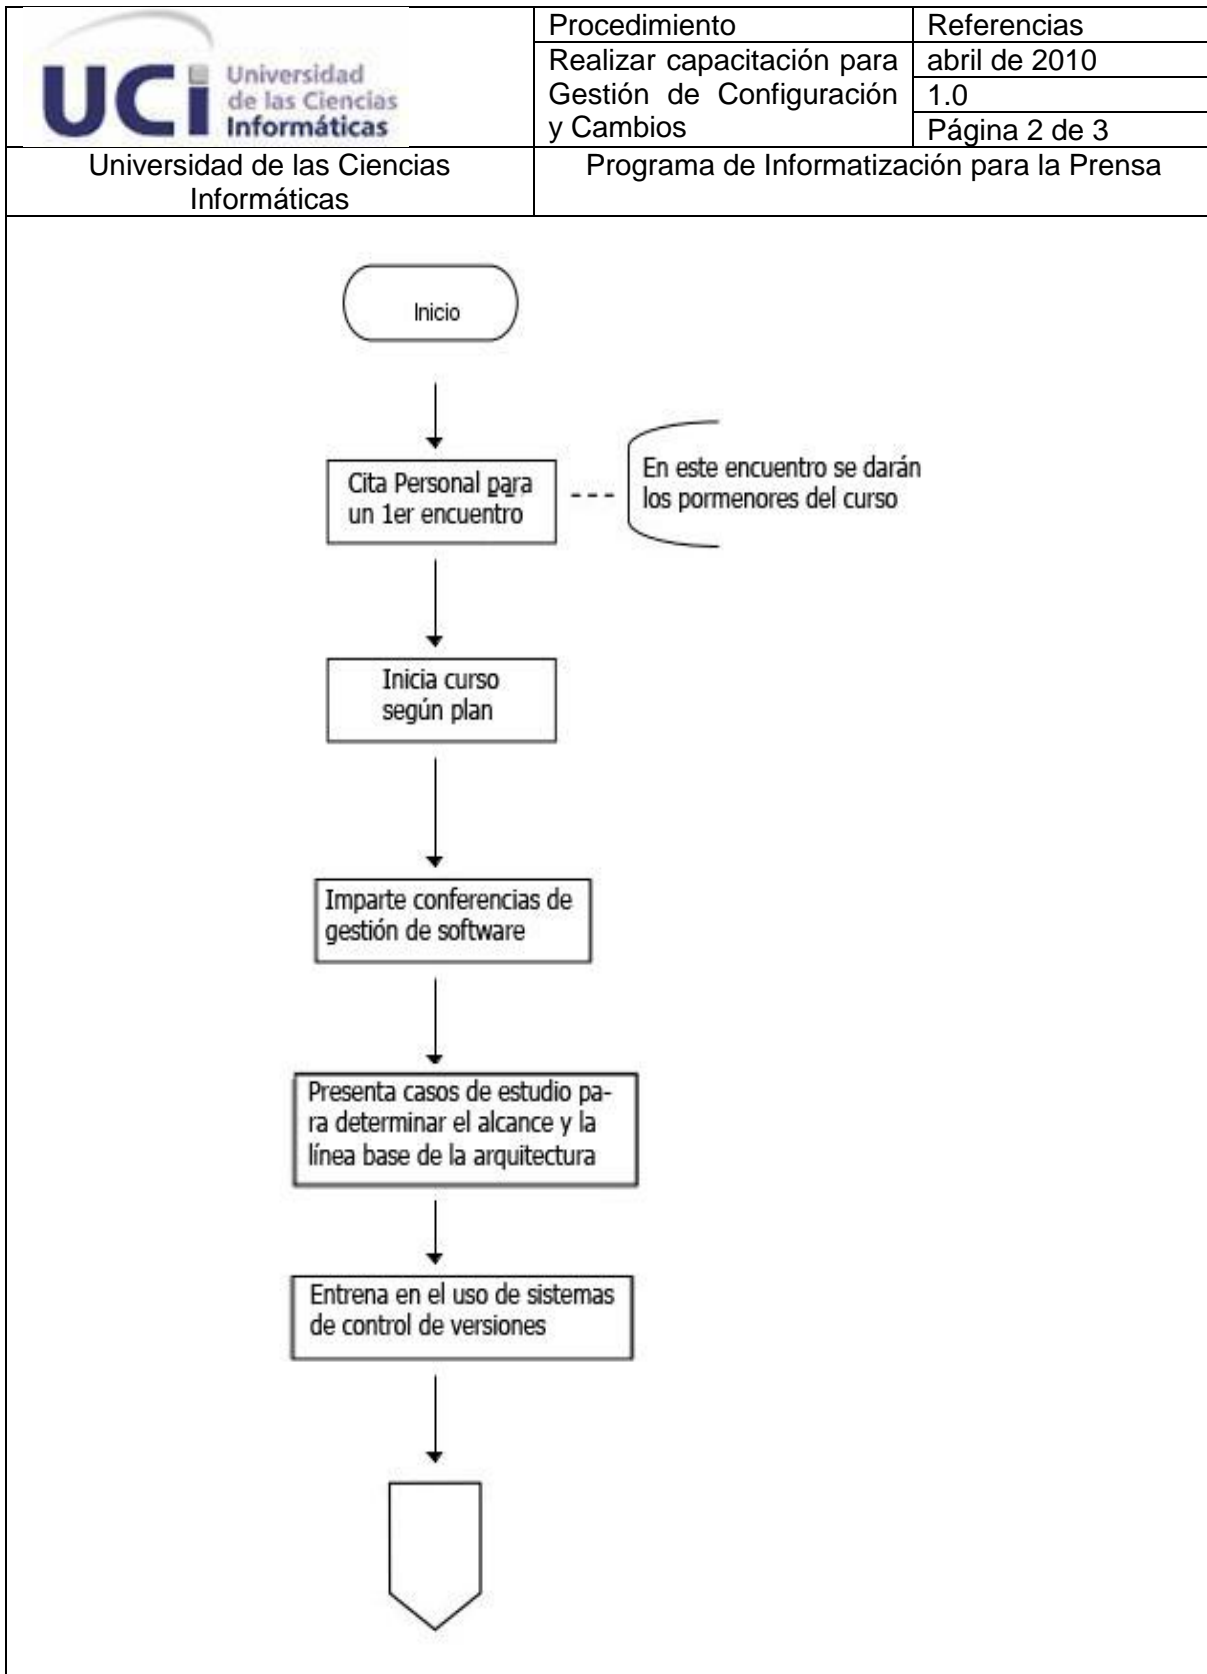 UCi Universidad
de las Ciencias
Informáticas
Procedimiento
Realizar capacitación para
Gestión de Configuración
y Cambios
Referencias
abril de 2010
1.0
Página 2 de 3
Universidad de las Ciencias
Informáticas
Programa de Informatización para la Prensa
Inicio
Cita Personal para
un 1er encuentro
En este encuentro se darán
los pormenores del curso
Inicia curso
según plan
Imparte conferencias de
gestión de software
Presenta casos de estudio pa-
ra determinar el alcance y la
línea base de la arquitectura
Entrena en el uso de sistemas
de control de versiones